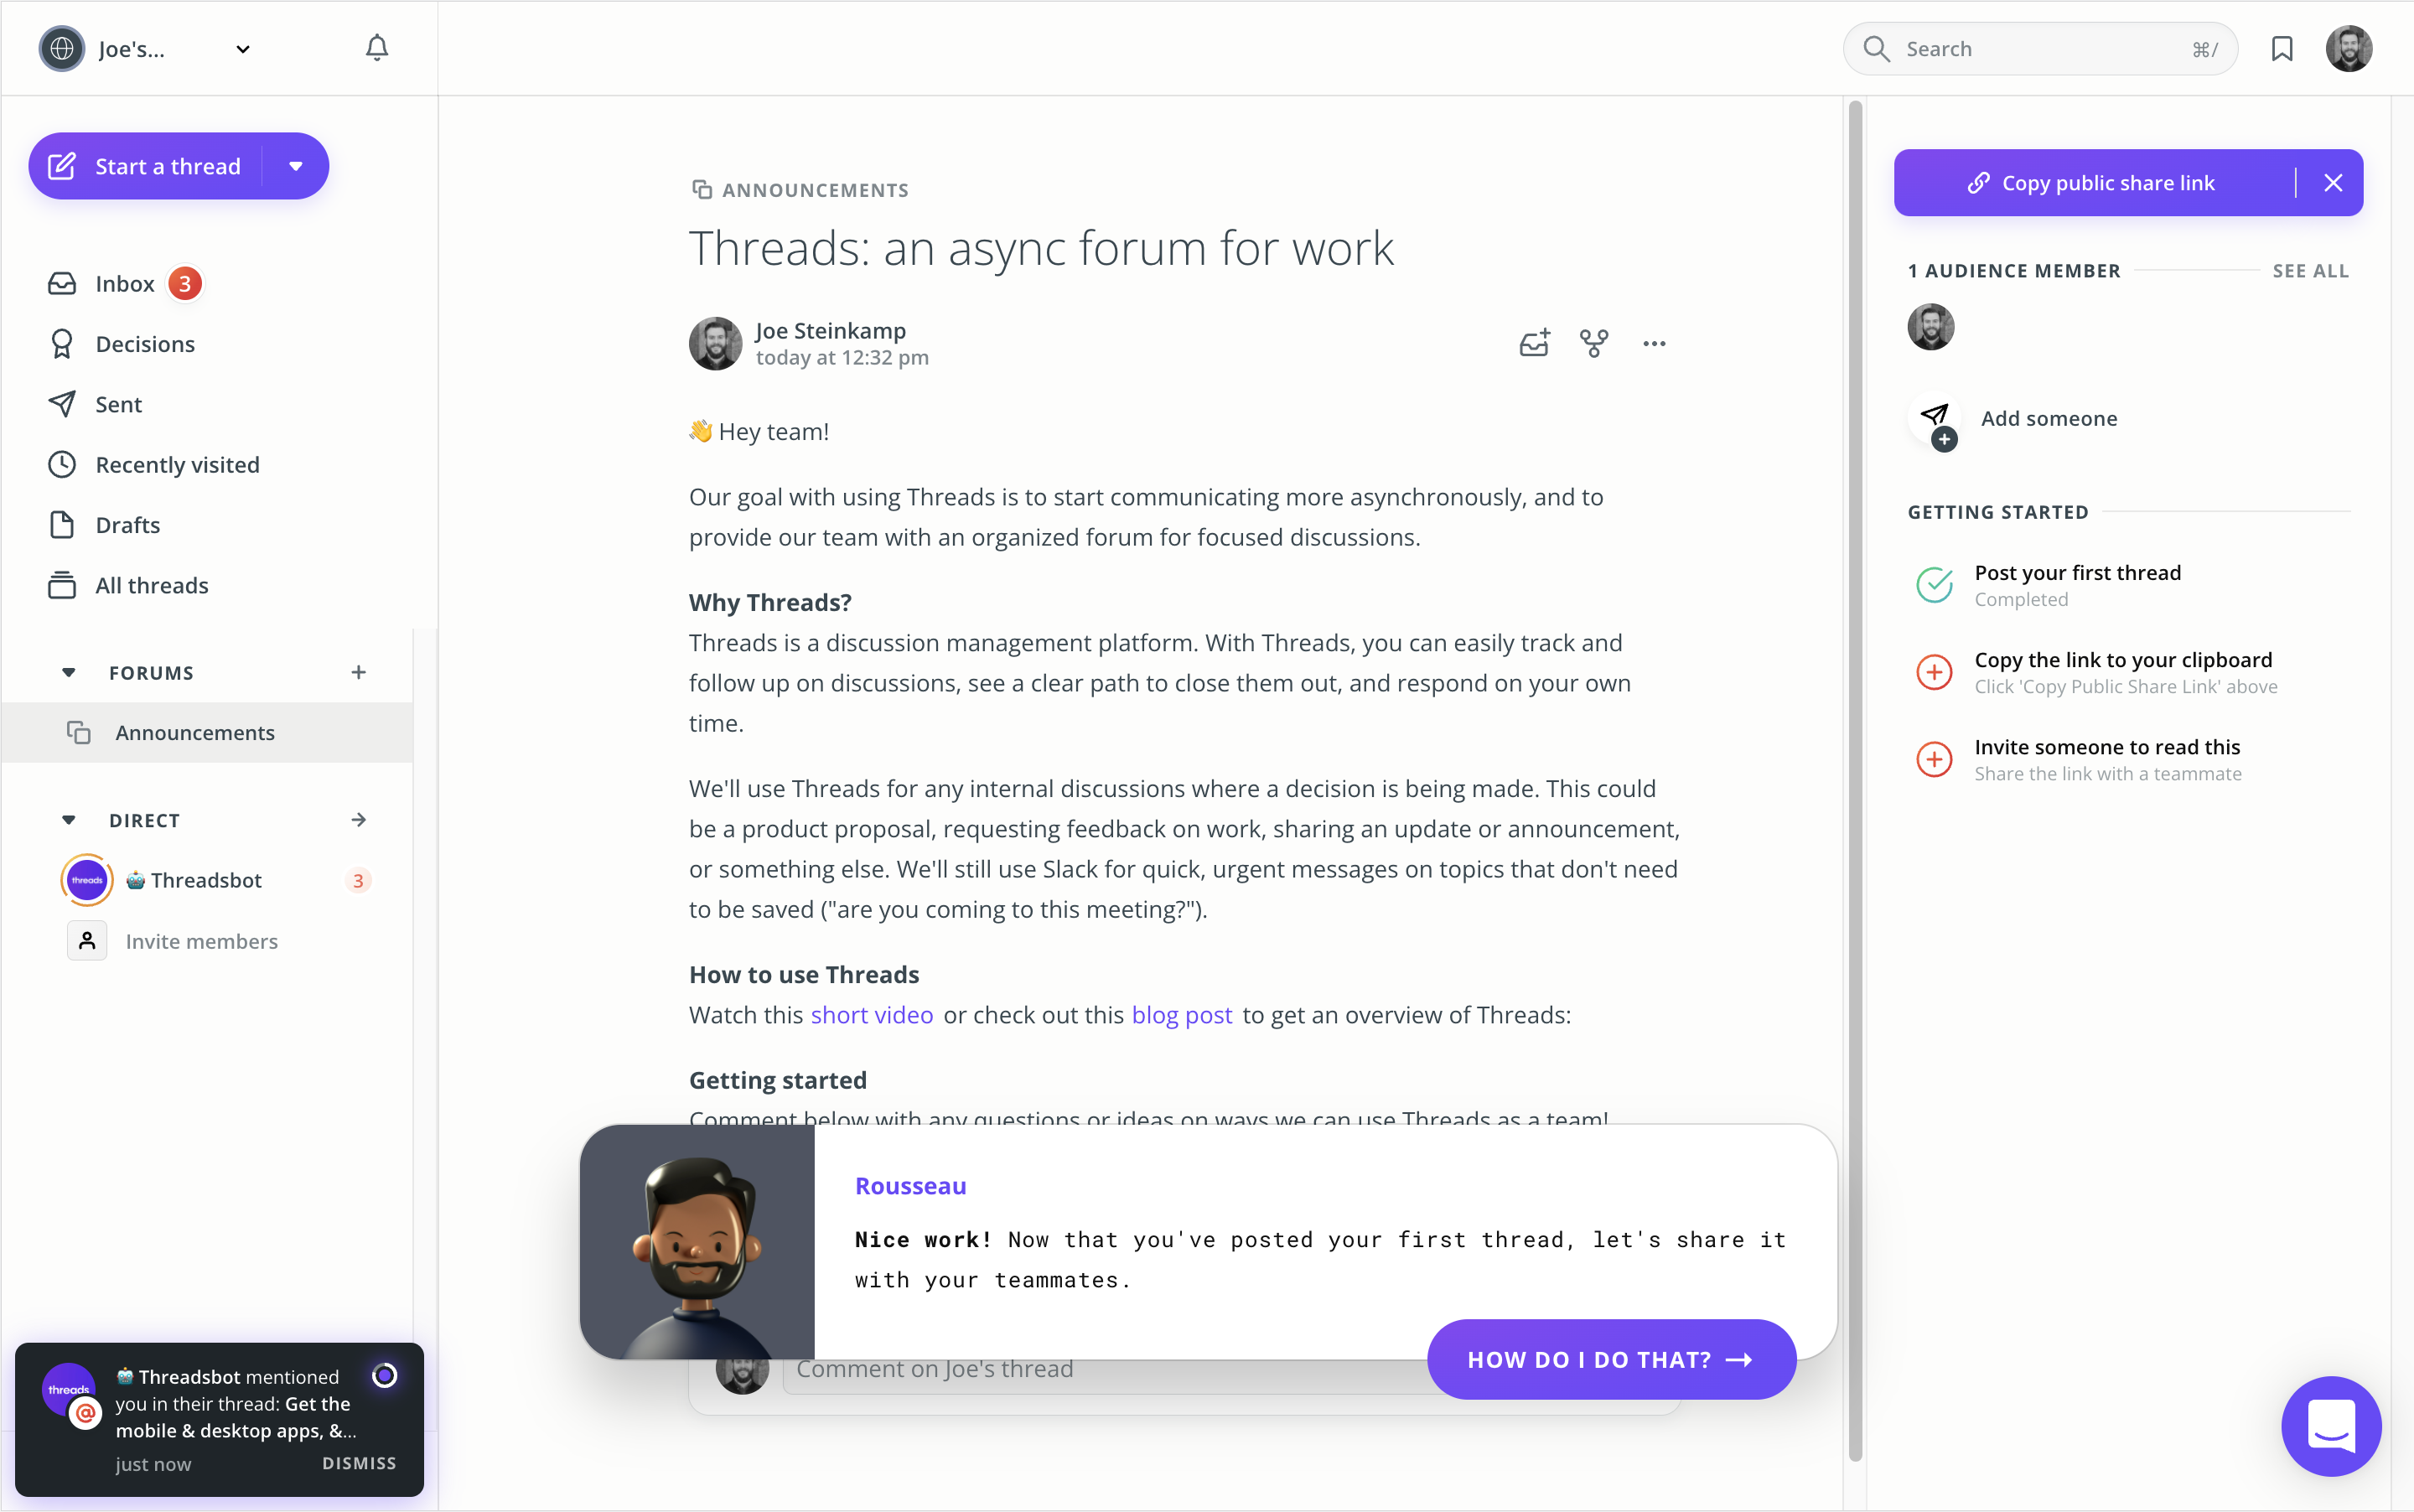 Joe's...
Search
⌘/
Start a thread
Inbox 3
Decisions
Sent
Recently visited
Drafts
All threads
FORUMS
Announcements
DIRECT
threads
Threadsbot 3
Invite members
threads
@
Threadsbot mentioned
you in their thread: Get the
mobile & desktop apps, &...
just now
DISMISS
ANNOUNCEMENTS
Threads: an async forum for work
Joe Steinkamp
today at 12:32 pm
👋 Hey team!
Our goal with using Threads is to start communicating more asynchronously, and to
provide our team with an organized forum for focused discussions.
Why Threads?
Threads is a discussion management platform. With Threads, you can easily track and
follow up on discussions, see a clear path to close them out, and respond on your own
time.
We'll use Threads for any internal discussions where a decision is being made. This could
be a product proposal, requesting feedback on work, sharing an update or announcement,
or something else. We'll still use Slack for quick, urgent messages on topics that don't need
to be saved ("are you coming to this meeting?").
How to use Threads
Watch this short video or check out this blog post to get an overview of Threads:
Getting started
Comment below with any questions or ideas on ways we can use Threads as a team!
Rousseau
Nice work! Now that you've posted your first thread, let's share it
with your teammates.
HOW DO I DO THAT? →
Comment on Joe's thread
Copy public share link
1 AUDIENCE MEMBER
SEE ALL
Add someone
GETTING STARTED
Post your first thread
Completed
Copy the link to your clipboard
Click 'Copy Public Share Link' above
Invite someone to read this
Share the link with a teammate